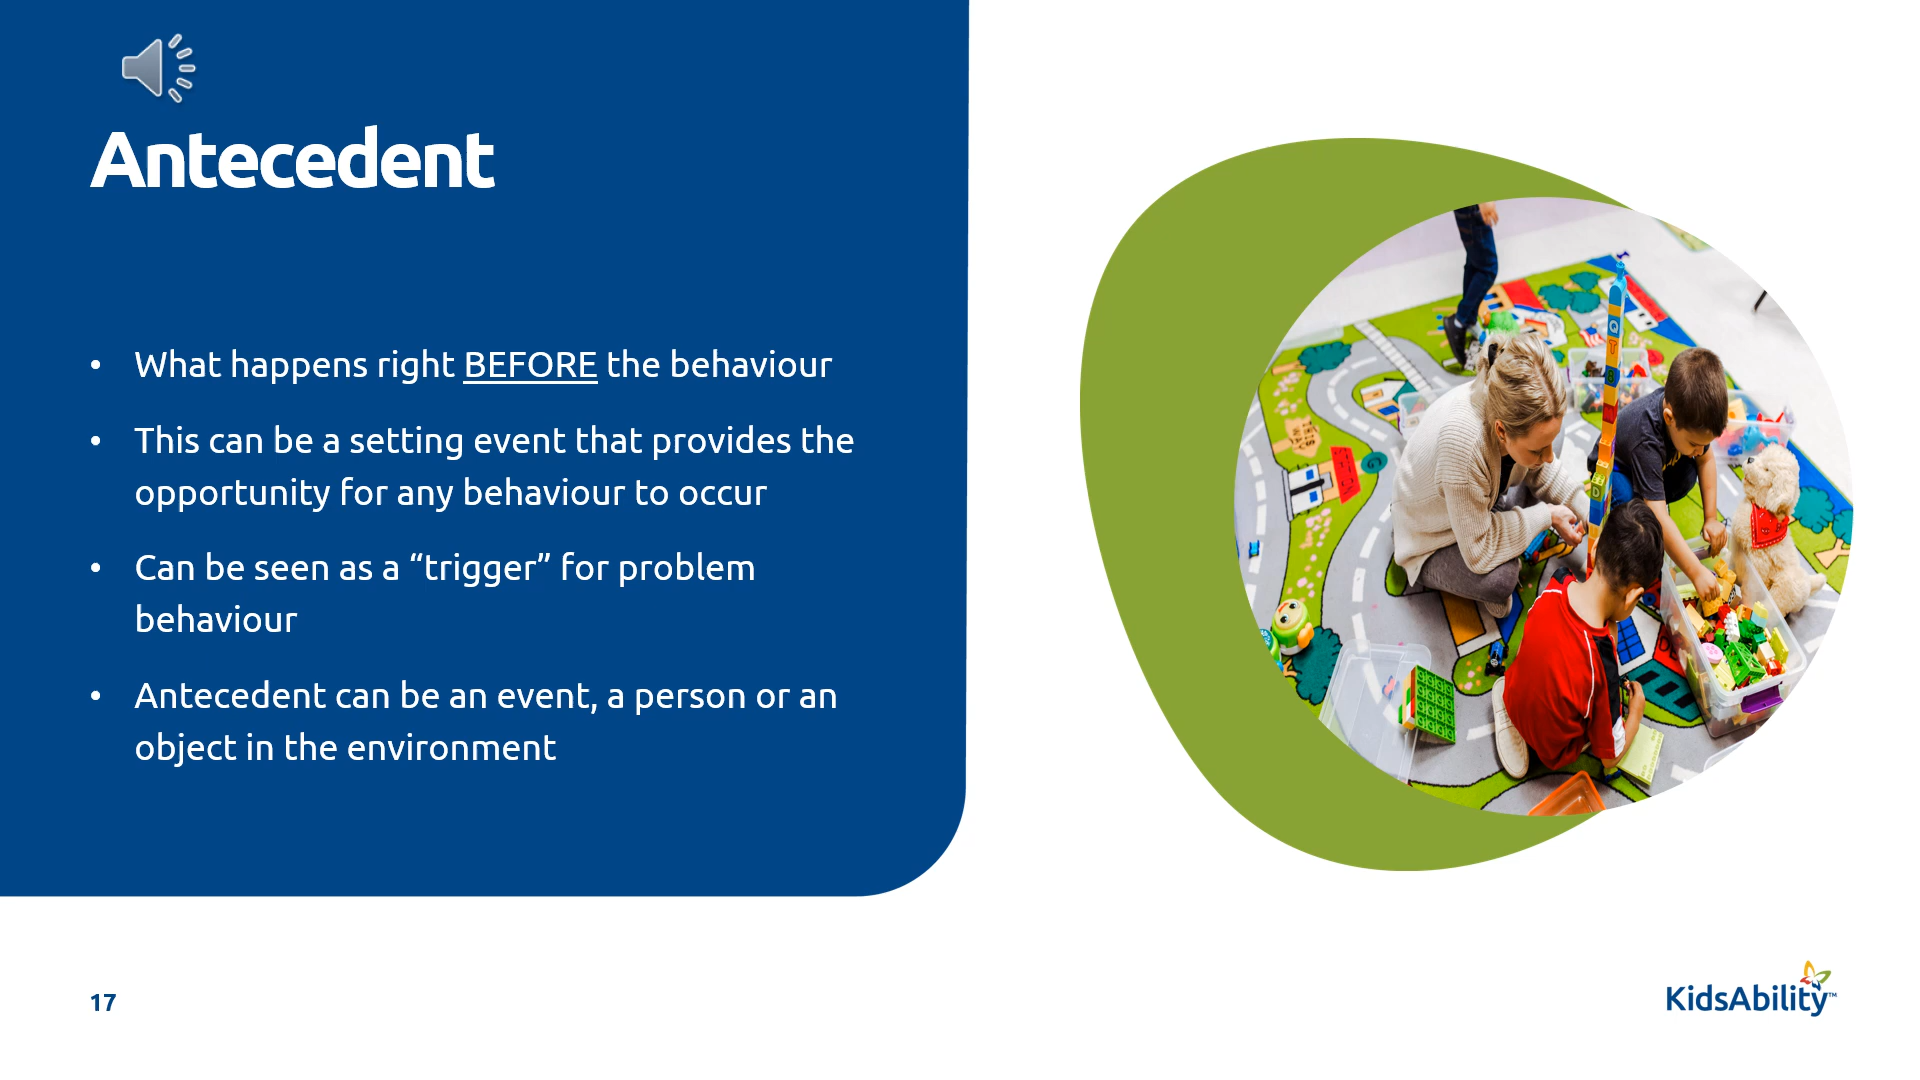 Antecedent
• What happens right BEFORE the behaviour
• This can be a setting event that provides the
opportunity for any behaviour to occur
• Can be seen as a “trigger” for problem
behaviour
• Antecedent can be an event, a person or an
object in the environment
17
KidsAbility™